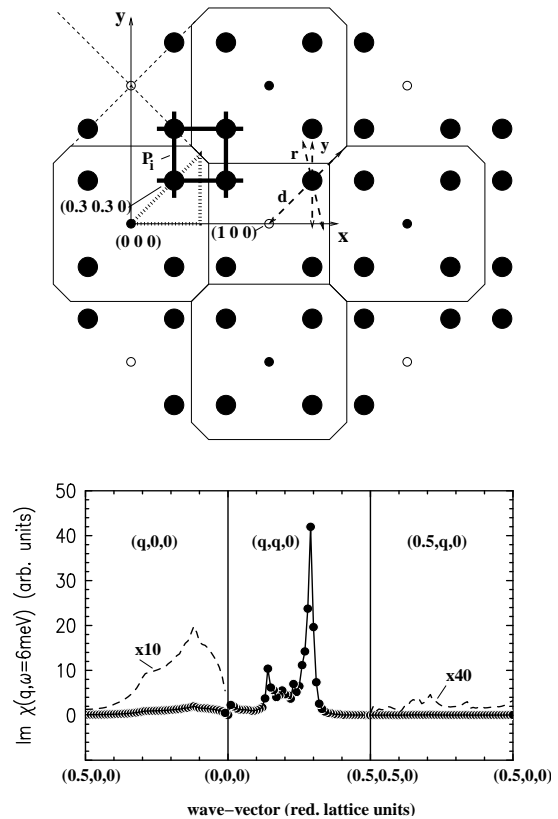 y
P_i
r
y
d
(0.3 0.3 0)
(0 0 0)
(1 0 0)
x
50
40
30
20
10
0
Im χ(q,ω=6meV) (arb. units)
(q,0,0)
(q,q,0)
(0.5,q,0)
x10
x40
(0.5,0,0)
(0,0,0)
(0.5,0.5,0)
(0.5,0,0)
wave−vector (red. lattice units)